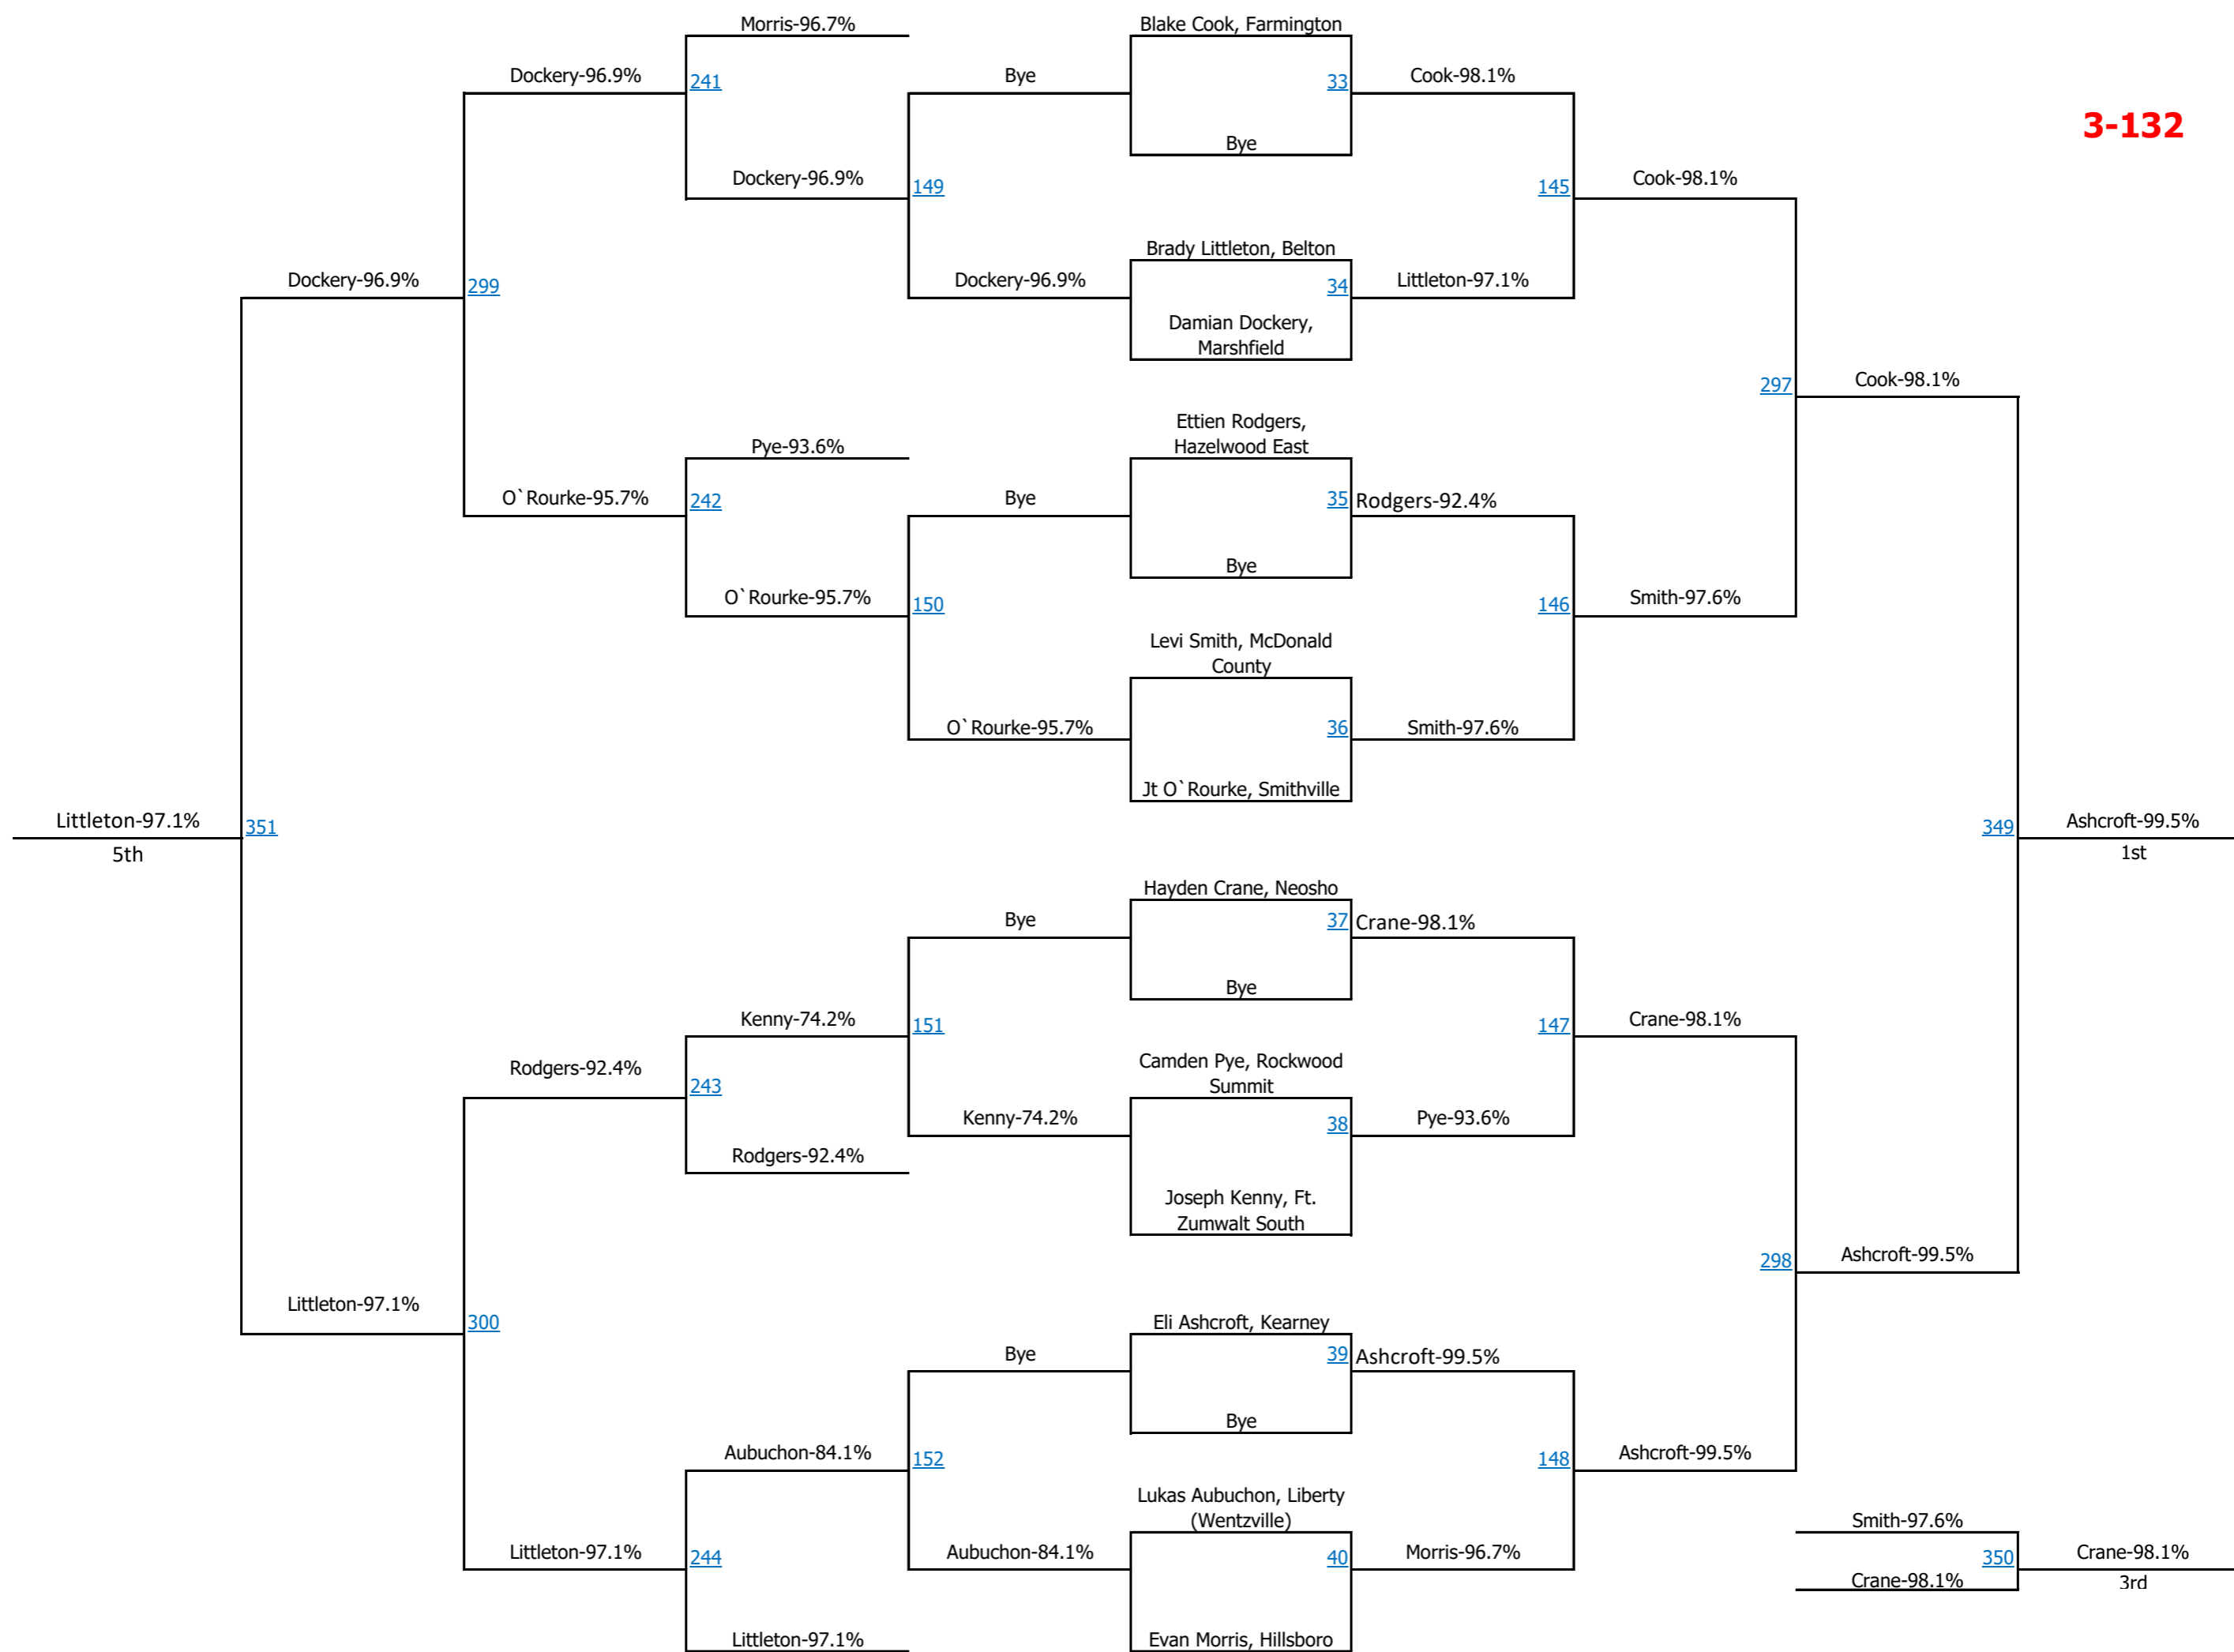 Morris-96.7%
Blake Cook, Farmington
Dockery-96.9%
241
Bye
33
Cook-98.1%
3-132
Bye
Dockery-96.9%
149
145
Cook-98.1%
Brady Littleton, Belton
Dockery-96.9%
299
Dockery-96.9%
34
Littleton-97.1%
Damian Dockery,
Marshfield
297
Cook-98.1%
Ettien Rodgers,
Hazelwood East
Pye-93.6%
O`Rourke-95.7%
242
Bye
35
Rodgers-92.4%
Bye
O`Rourke-95.7%
150
146
Smith-97.6%
Levi Smith, McDonald
County
O`Rourke-95.7%
36
Smith-97.6%
Jt O`Rourke, Smithville
Littleton-97.1%
351
349
Ashcroft-99.5%
5th
1st
Hayden Crane, Neosho
Bye
37
Crane-98.1%
Bye
Kenny-74.2%
151
147
Crane-98.1%
Camden Pye, Rockwood
Summit
Rodgers-92.4%
243
Kenny-74.2%
38
Pye-93.6%
Rodgers-92.4%
Joseph Kenny, Ft.
Zumwalt South
298
Ashcroft-99.5%
Littleton-97.1%
300
Eli Ashcroft, Kearney
Bye
39
Ashcroft-99.5%
Bye
Aubuchon-84.1%
152
148
Ashcroft-99.5%
Lukas Aubuchon, Liberty
(Wentzville)
Smith-97.6%
Littleton-97.1%
244
Aubuchon-84.1%
40
Morris-96.7%
350
Crane-98.1%
Crane-98.1%
3rd
Littleton-97.1%
Evan Morris, Hillsboro